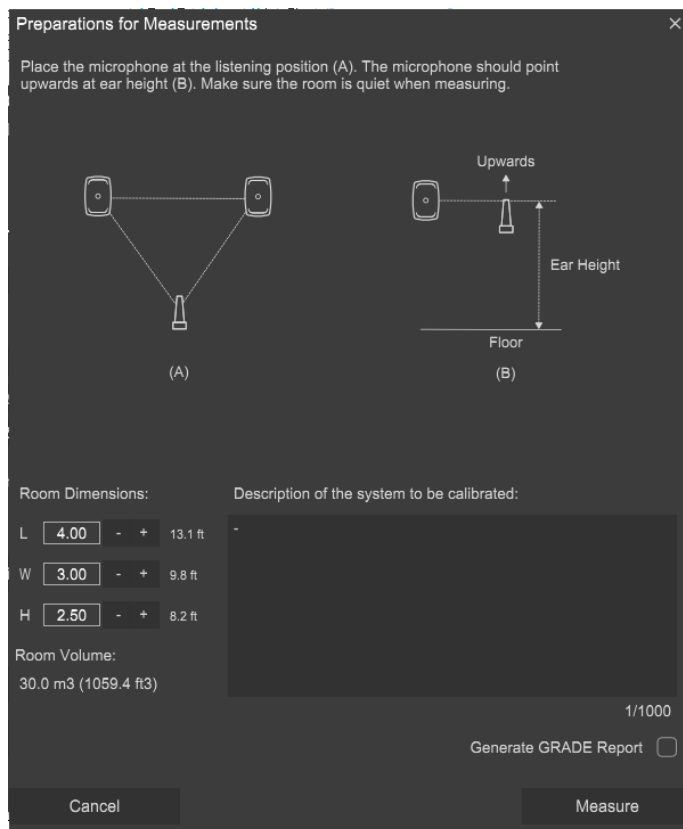 Preparations for Measurements
Place the microphone at the listening position (A). The microphone should point
upwards at ear height (B). Make sure the room is quiet when measuring.
Upwards
Ear Height
Floor
(A)
(B)
Room Dimensions:
L 4.00 - + 13.1 ft
W 3.00 - + 9.8 ft
H 2.50 - + 8.2 ft
Room Volume:
30.0 m3 (1059.4 ft3)
Description of the system to be calibrated:
-
1/1000
Generate GRADE Report
Cancel
Measure